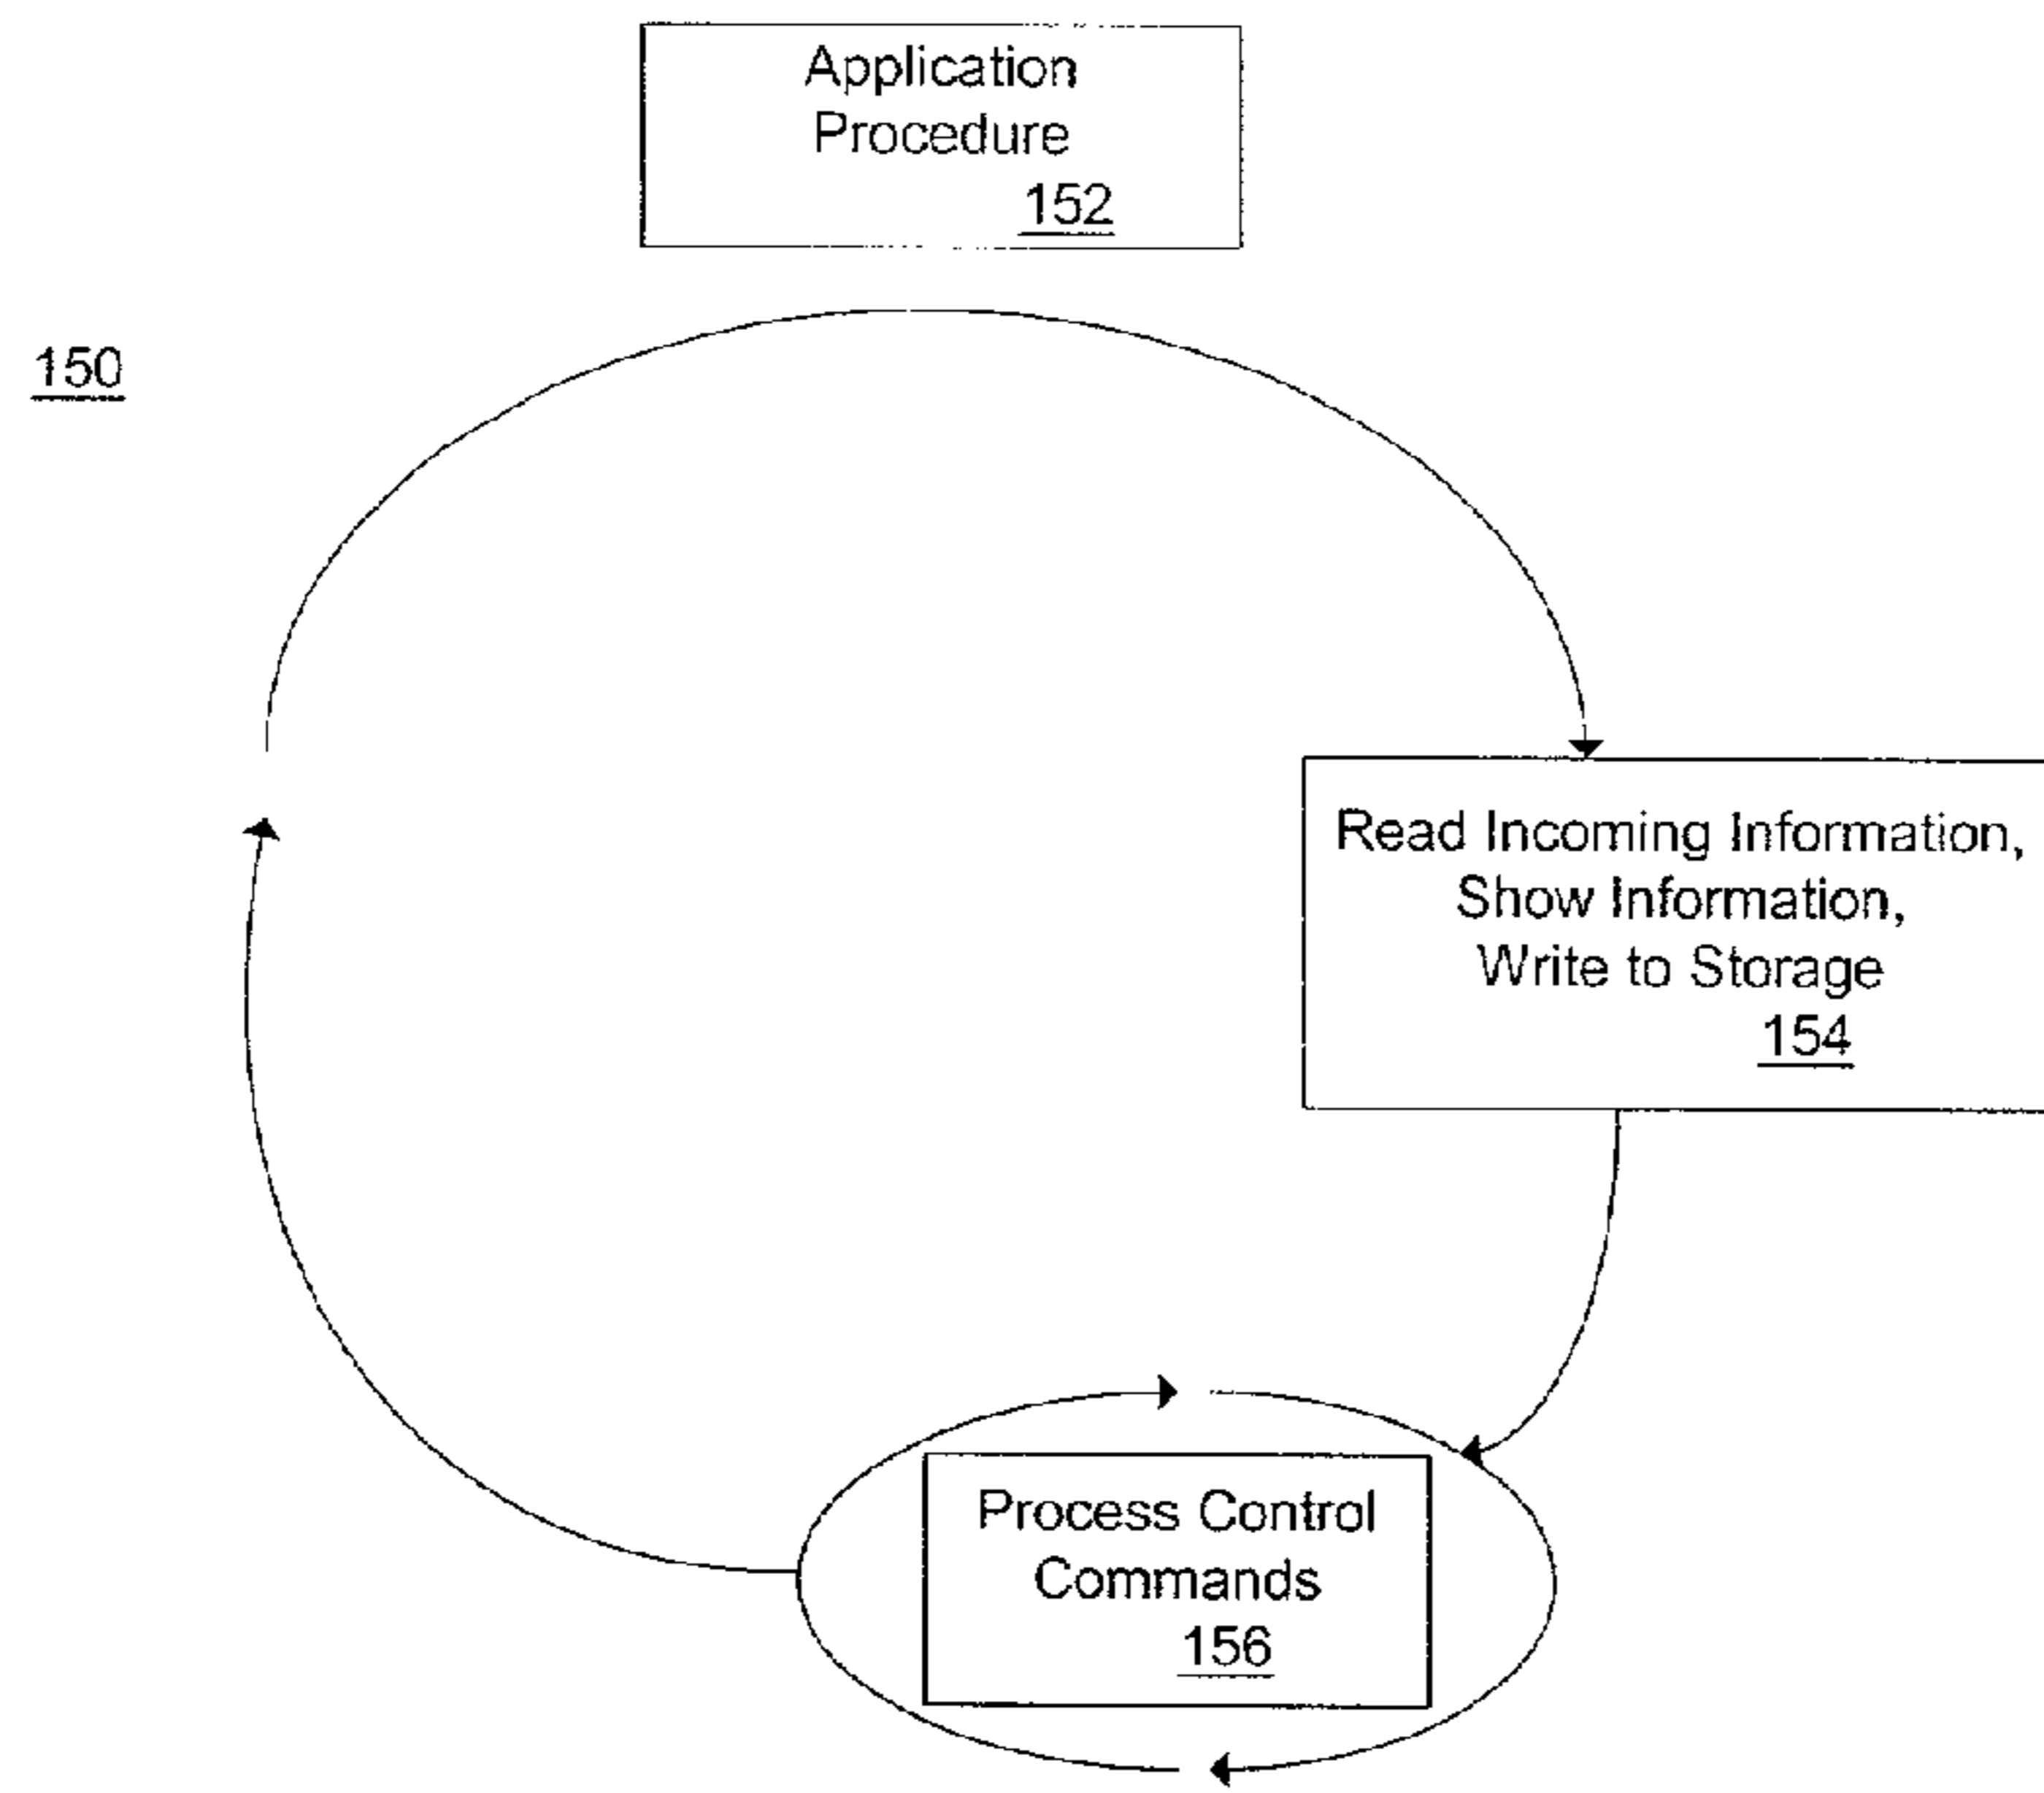 Application
Procedure
152
150
Read Incoming Information,
Show Information,
Write to Storage
154
Process Control
Commands
156